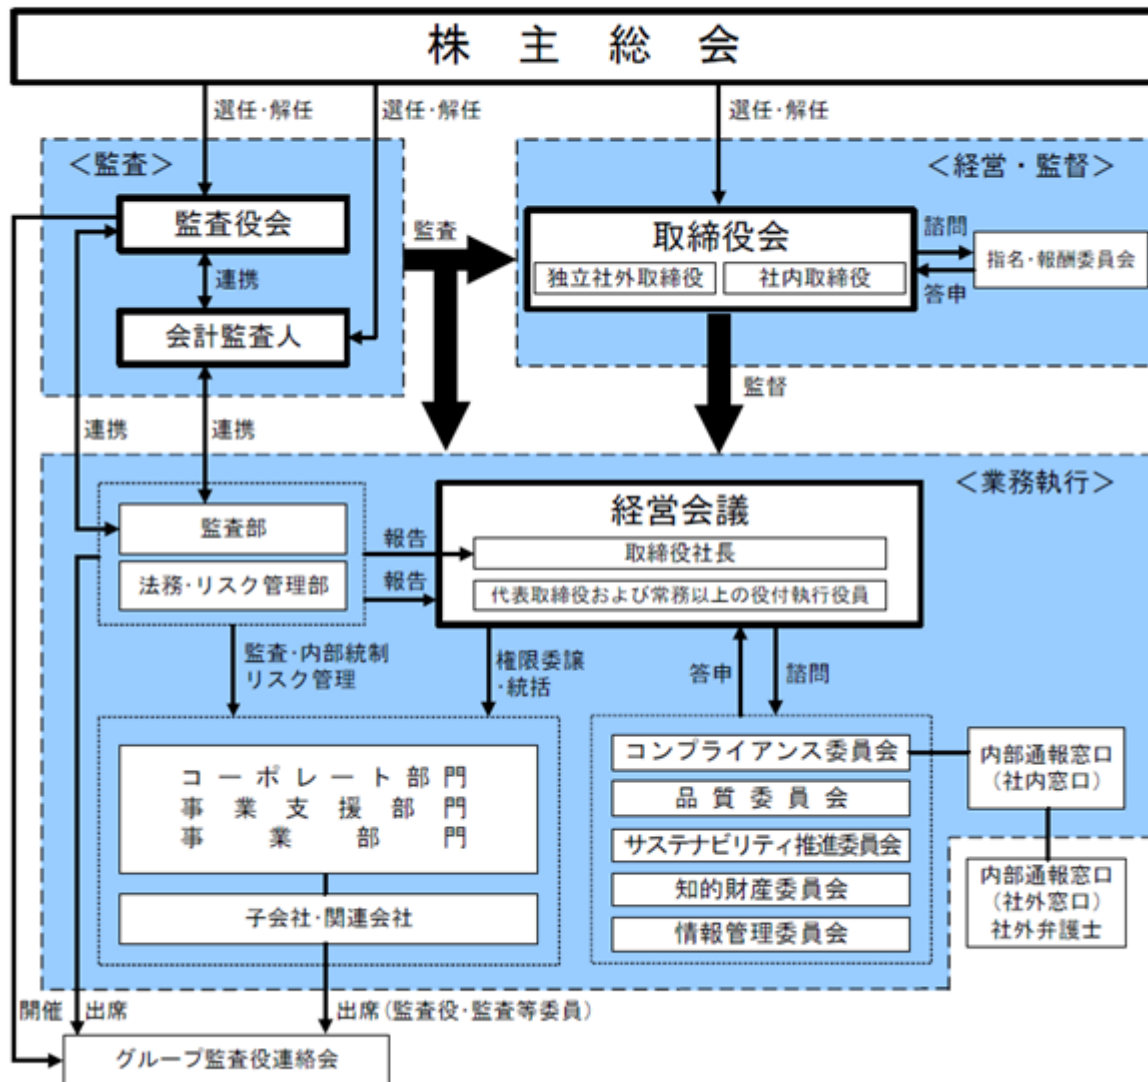 株主総会
選任・解任
選任・解任
選任・解任
＜監査＞
監査役会
連携
会計監査人
監査
＜経営・監督＞
取締役会
独立社外取締役
社内取締役
諮問
答申
指名・報酬委員会
監督
連携
連携
＜業務執行＞
監査部
法務・リスク管理部
報告
報告
経営会議
取締役社長
代表取締役および常務以上の役付執行役員
監査・内部統制
リスク管理
権限委譲
・統括
答申
諮問
コーポレート部門
事業支援部門
事業部門
子会社・関連会社
コンプライアンス委員会
品質委員会
サステナビリティ推進委員会
知的財産委員会
情報管理委員会
内部通報窓口
（社内窓口）
内部通報窓口
（社外窓口）
社外弁護士
開催
出席
出席（監査役・監査等委員）
グループ監査役連絡会